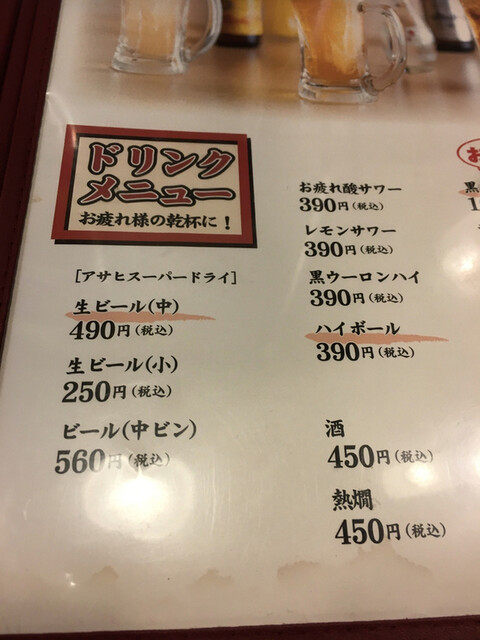 ドリンク
メニュー
お疲れ様の乾杯に!
[アサヒスーパードライ]
生ビール(中)
490円(税込)
生ビール(小)
250円(税込)
ビール(中ビン)
560円(税込)
お疲れ酸サワー
390円(税込)
レモンサワー
390円(税込)
黒ウーロンハイ
390円(税込)
ハイボール
390円(税込)
酒
450円(税込)
熱燗
450円(税込)
お
黒
1